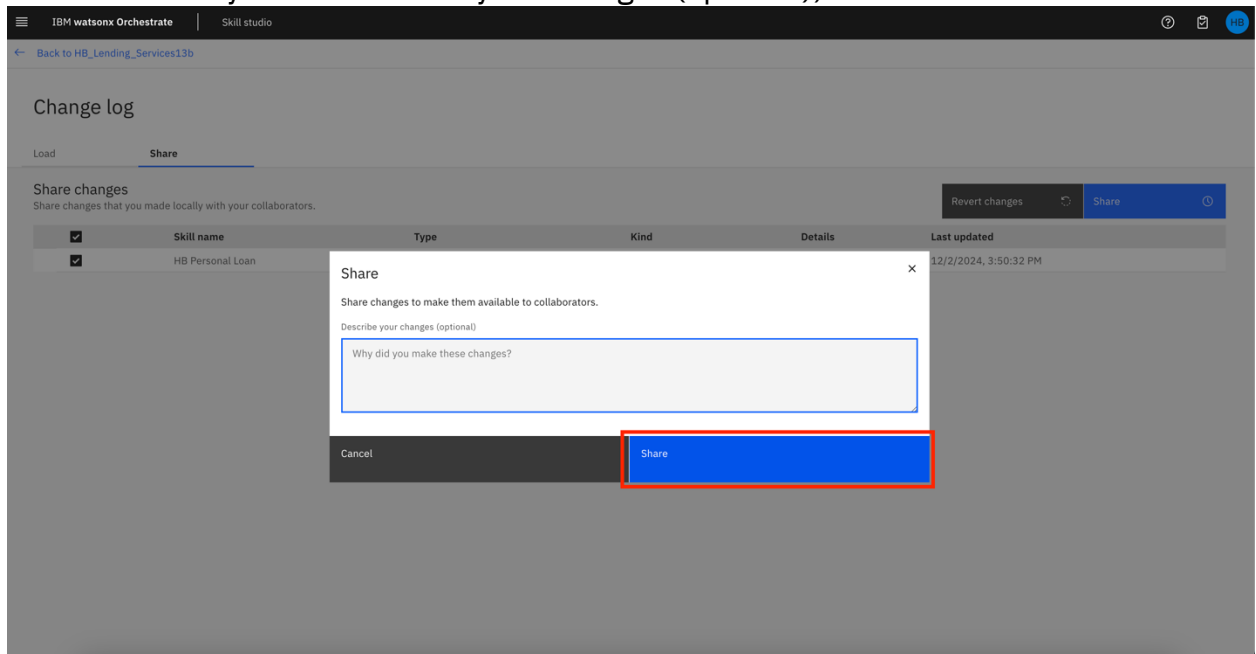 IBM watsonx Orchestrate Skill studio HB
← Back to HB_Lending_Services13b
Change log
Load Share
Share changes
Share changes that you made locally with your collaborators.
Revert changes Share
Skill name Type Kind Details Last updated
HB Personal Loan 12/2/2024, 3:50:32 PM
Share
Share changes to make them available to collaborators.
Describe your changes (optional)
Why did you make these changes?
Cancel Share